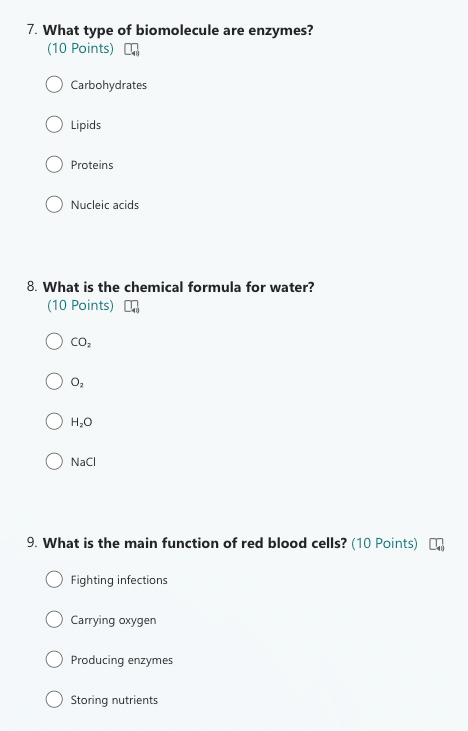 7. What type of biomolecule are enzymes?
(10 Points)
Carbohydrates
Lipids
Proteins
Nucleic acids
8. What is the chemical formula for water?
(10 Points)
CO₂
O₂
H₂O
NaCl
9. What is the main function of red blood cells? (10 Points)
Fighting infections
Carrying oxygen
Producing enzymes
Storing nutrients